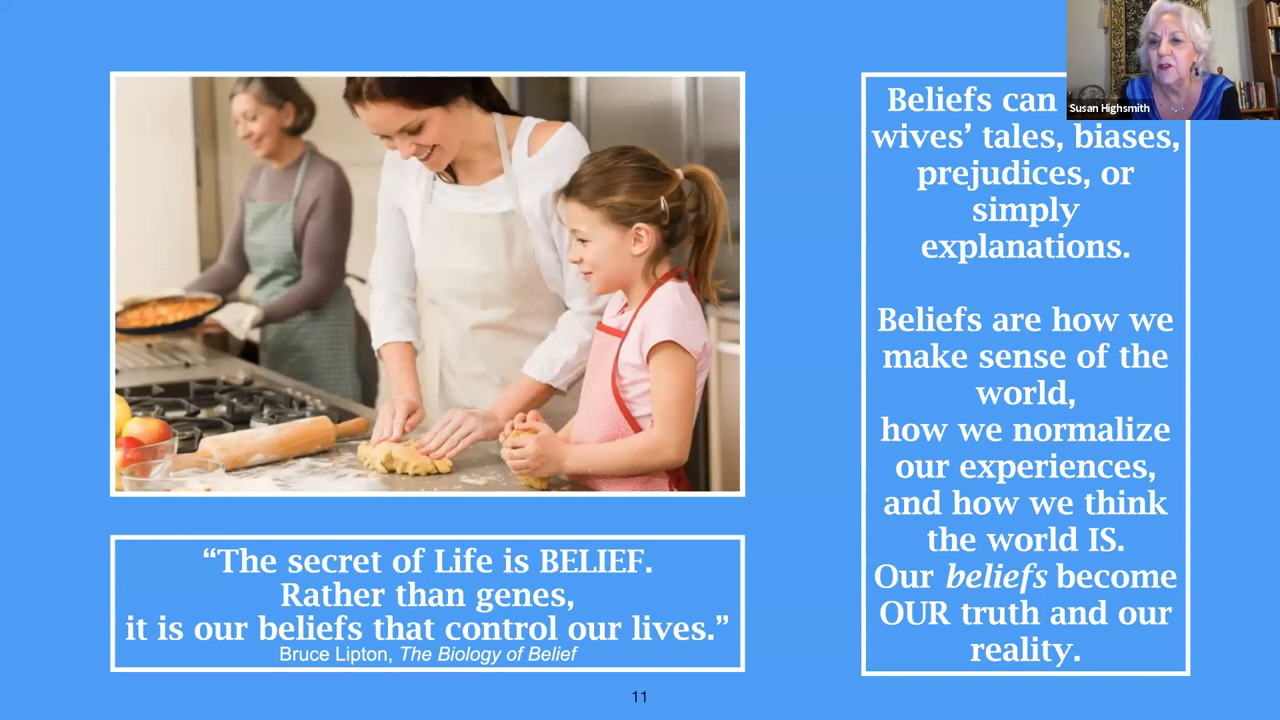 Susan Highsmith
Beliefs can
wives’ tales, biases,
prejudices, or
simply
explanations.
Beliefs are how we
make sense of the
world,
how we normalize
our experiences,
and how we think
the world IS.
Our beliefs become
OUR truth and our
reality.
“The secret of Life is BELIEF.
Rather than genes,
it is our beliefs that control our lives.”
Bruce Lipton, The Biology of Belief
11